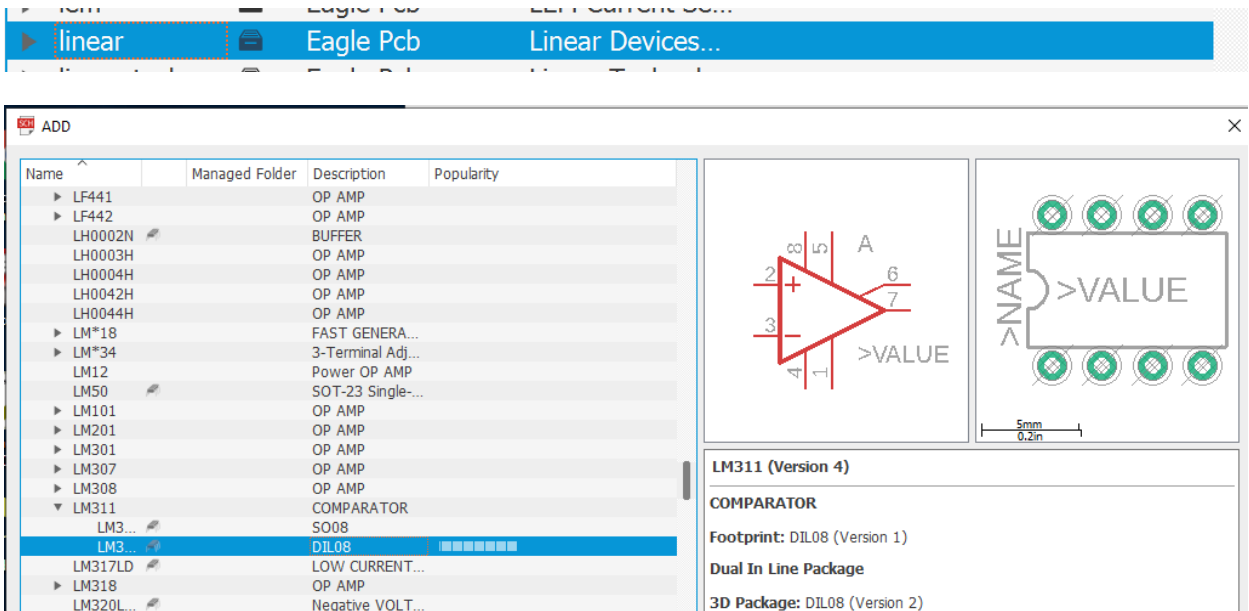 linear Eagle Pcb Linear Devices...
ADD
Name Managed Folder Description Popularity
LF441 OP AMP
LF442 OP AMP
LH0002N BUFFER
LH0003H OP AMP
LH0004H OP AMP
LH0042H OP AMP
LH0044H OP AMP
LM*18 FAST GENERA...
LM*34 3-Terminal Adj...
LM12 Power OP AMP
LM50 SOT-23 Single-...
LM101 OP AMP
LM201 OP AMP
LM301 OP AMP
LM307 OP AMP
LM308 OP AMP
LM311 COMPARATOR
LM3... SO08
LM3... DIL08
LM317LD LOW CURRENT...
LM318 OP AMP
LM320L... Negative VOLT...
8 5 A
2 + 6
7
3 -
>VALUE
4 1
>NAME
>VALUE
5mm
0.2in
LM311 (Version 4)
COMPARATOR
Footprint: DIL08 (Version 1)
Dual In Line Package
3D Package: DIL08 (Version 2)